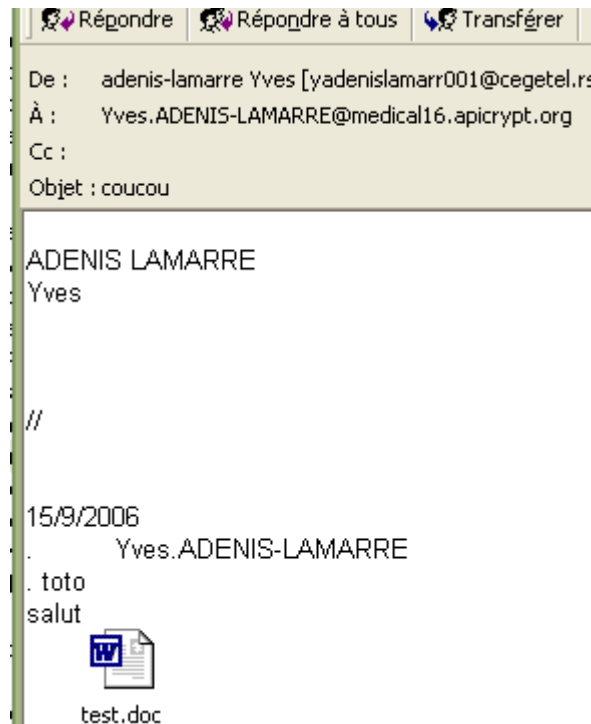 Répondre Répondre à tous Transférer
De : adenis-lamarre Yves [yadenislamarr001@cegetel.rs
À : Yves.ADENIS-LAMARRE@medical16.apicrypt.org
Cc :
Objet : coucou
ADENIS LAMARRE
Yves
//
15/9/2006
. Yves.ADENIS-LAMARRE
. toto
salut
W
test.doc